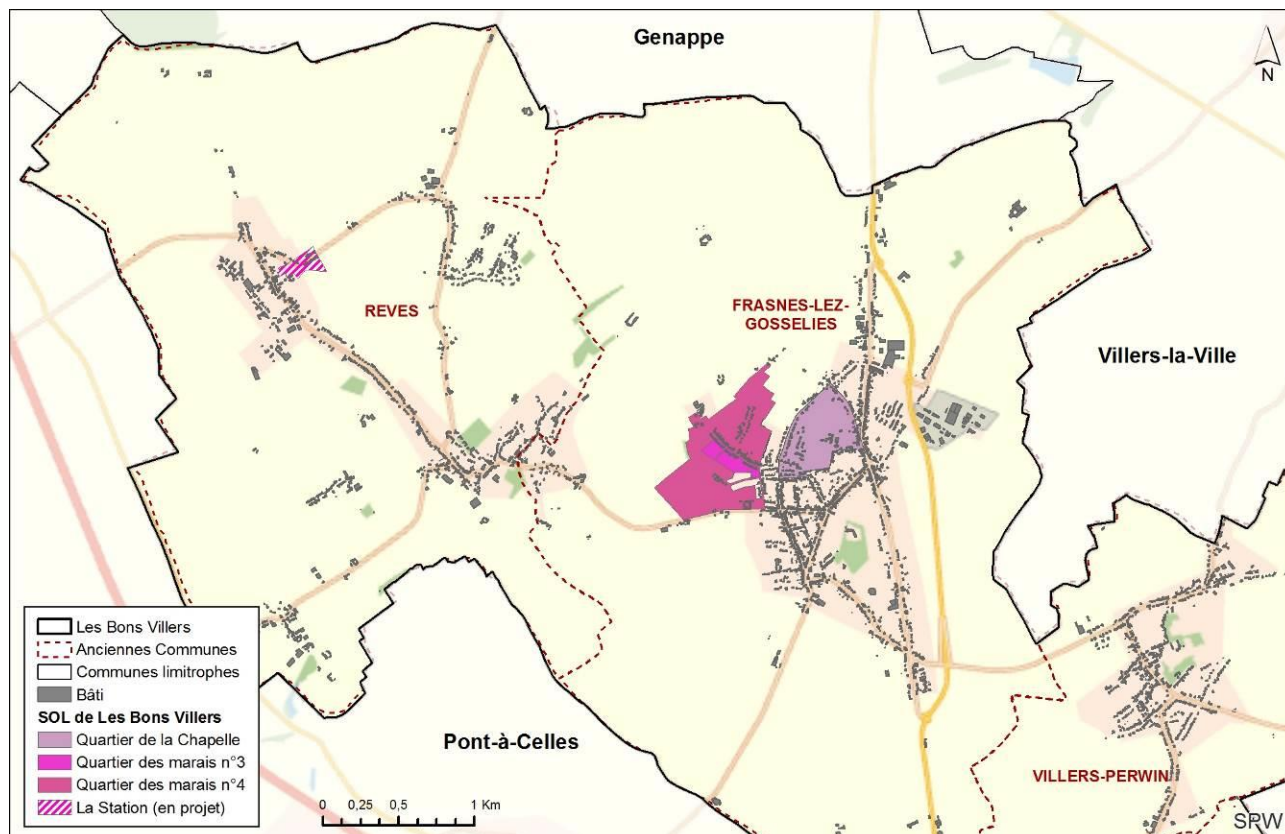 Genappe
N
REVES
FRASNES-LEZ-
GOSSELIES
Villers-la-Ville
Les Bons Villers
Anciennes Communes
Communes limitrophes
Bâti
SOL de Les Bons Villers
Quartier de la Chapelle
Quartier des marais n°3
Quartier des marais n°4
La Station (en projet)
Pont-à-Celles
0 0,25 0,5 1 Km
VILLERS-PERWIN
SPW